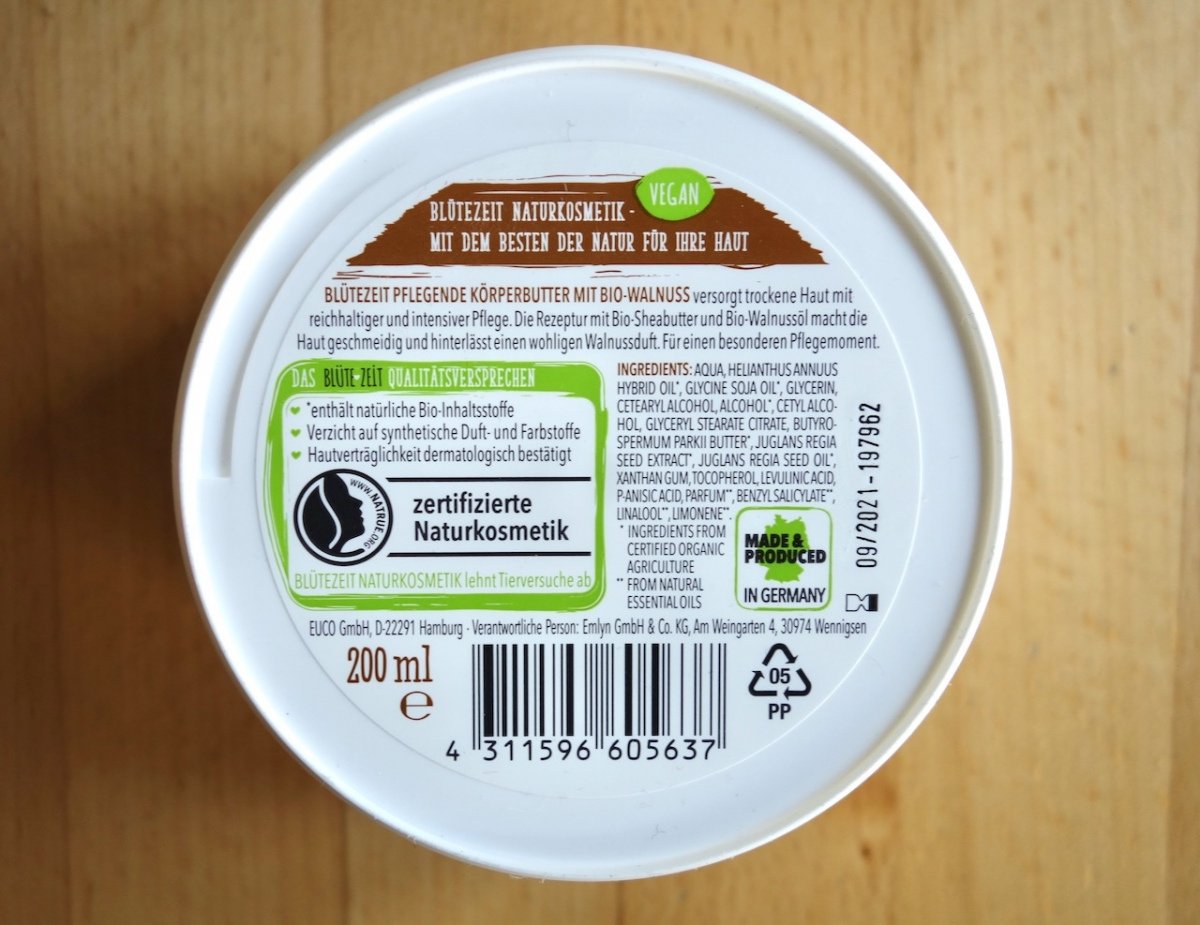 VEGAN
BLÜTEZEIT NATURKOSMETIK -
MIT DEM BESTEN DER NATUR FÜR IHRE HAUT
BLÜTEZEIT PFLEGENDE KÖRPERBUTTER MIT BIO-WALNUSS versorgt trockene Haut mit
reichhaltiger und intensiver Pflege. Die Rezeptur mit Bio-Sheabutter und Bio-Walnussöl macht die
Haut geschmeidig und hinterlässt einen wohligen Walnussduft. Für einen besonderen Pflegemoment.
DAS BLÜTE-ZEIT QUALITÄTSVERSPRECHEN
*enthält natürliche Bio-Inhaltsstoffe
Verzicht auf synthetische Duft- und Farbstoffe
Hautverträglichkeit dermatologisch bestätigt
WWW.NATRUE.ORG
zertifizierte
Naturkosmetik
BLÜTEZEIT NATURKOSMETIK lehnt Tierversuche ab
INGREDIENTS: AQUA, HELIANTHUS ANNUUS
HYBRID OIL*, GLYCINE SOJA OIL*, GLYCERIN,
CETEARYL ALCOHOL, ALCOHOL*, CETYL ALCO-
HOL, GLYCERYL STEARATE CITRATE, BUTYRO-
SPERMUM PARKII BUTTER*, JUGLANS REGIA
SEED EXTRACT*, JUGLANS REGIA SEED OIL*,
XANTHAN GUM, TOCOPHEROL, LEVULINIC ACID,
P-ANISIC ACID, PARFUM**, BENZYL SALICYLATE**,
LINALOOL**, LIMONENE**.
* INGREDIENTS FROM
CERTIFIED ORGANIC
AGRICULTURE
** FROM NATURAL
ESSENTIAL OILS
MADE &
PRODUCED
IN GERMANY
09/2021-197962
EUCO GmbH, D-22291 Hamburg · Verantwortliche Person: Emlyn GmbH & Co. KG, Am Weingarten 4, 30974 Wennigsen
200 ml
e
4 311596 605637
05
PP